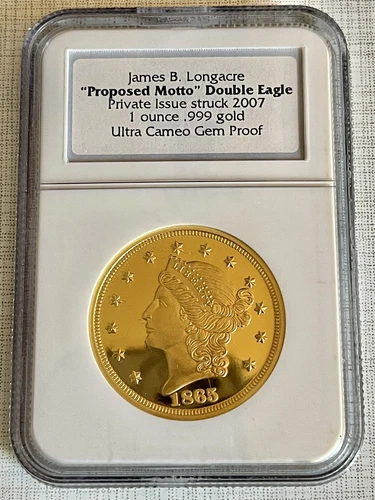 James B. Longacre
“Proposed Motto” Double Eagle
Private Issue struck 2007
1 ounce .999 gold
Ultra Cameo Gem Proof
1865